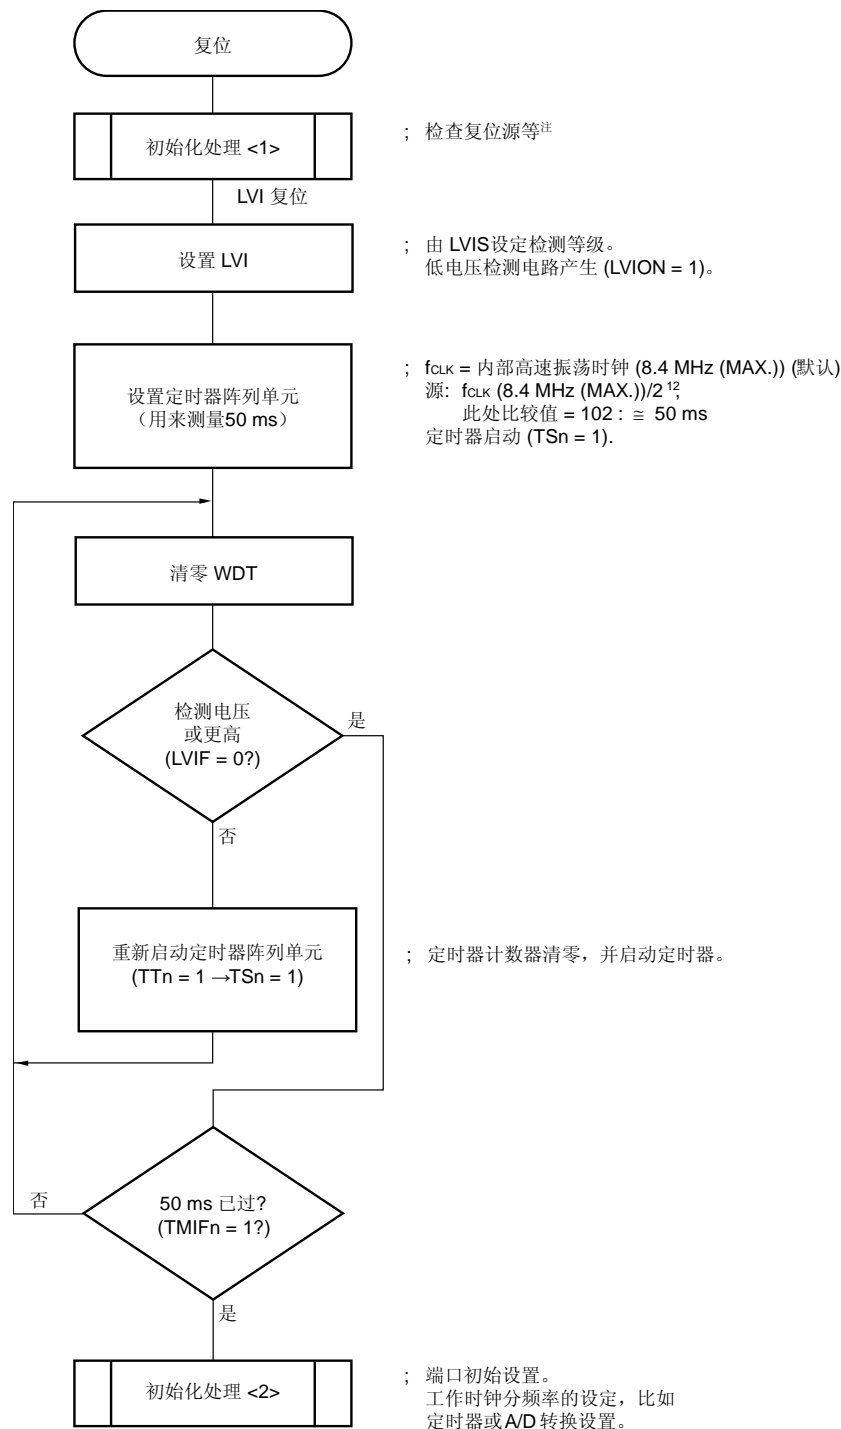 复位
初始化处理 <1>
; 检查复位源等注
LVI 复位
设置 LVI
; 由 LVIS设定检测等级。
低电压检测电路产生 (LVION = 1)。
设置定时器阵列单元
（用来测量50 ms）
; fCLK = 内部高速振荡时钟 (8.4 MHz (MAX.)) (默认)
源: fCLK (8.4 MHz (MAX.))/2 12;
此处比较值 = 102 : ≅ 50 ms
定时器启动 (TSn = 1).
清零 WDT
检测电压
或更高
(LVIF = 0?)
是
否
重新启动定时器阵列单元
(TTn = 1 →TSn = 1)
; 定时器计数器清零，并启动定时器。
否
50 ms 已过?
(TMIFn = 1?)
是
初始化处理 <2>
; 端口初始设置。
工作时钟分频率的设定，比如
定时器或A/D 转换设置。